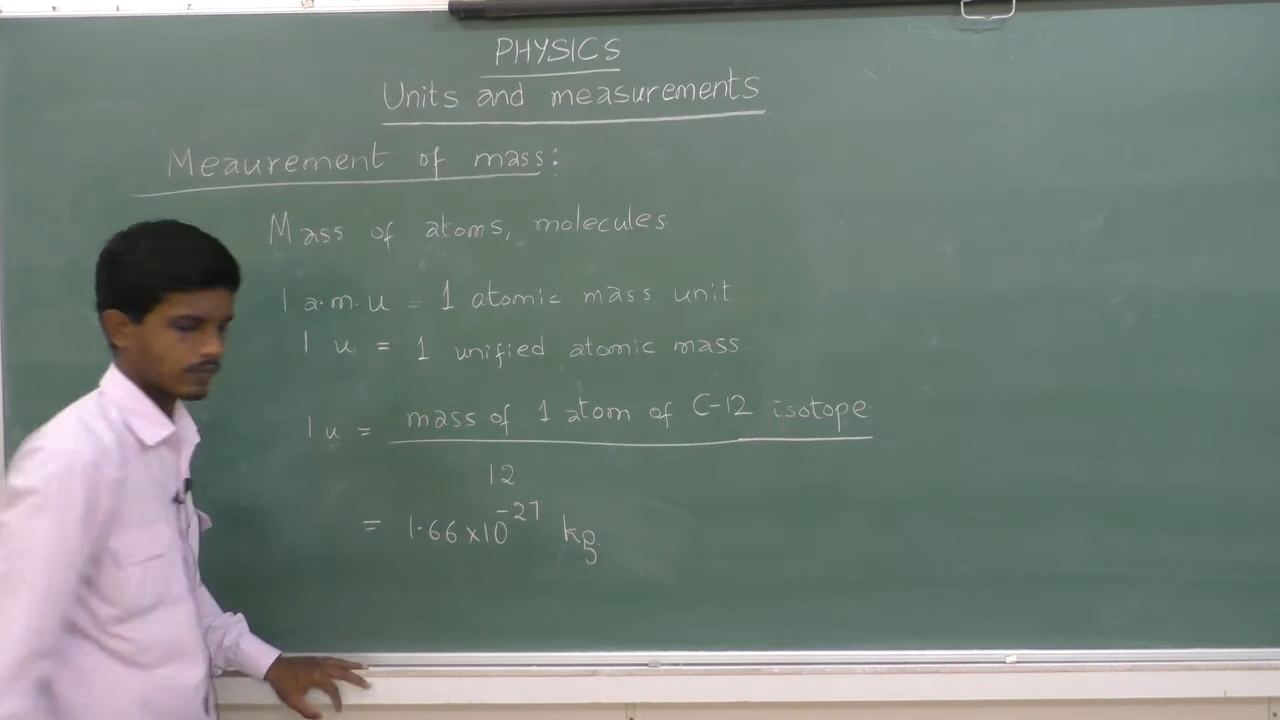 PHYSICS
Units and measurements
Meaurement of mass:
Mass of atoms, molecules
1 a.m.u = 1 atomic mass unit
1 u = 1 unified atomic mass
1 u = mass of 1 atom of C-12 isotope
12
= 1.66 x 10⁻²⁷ kg.